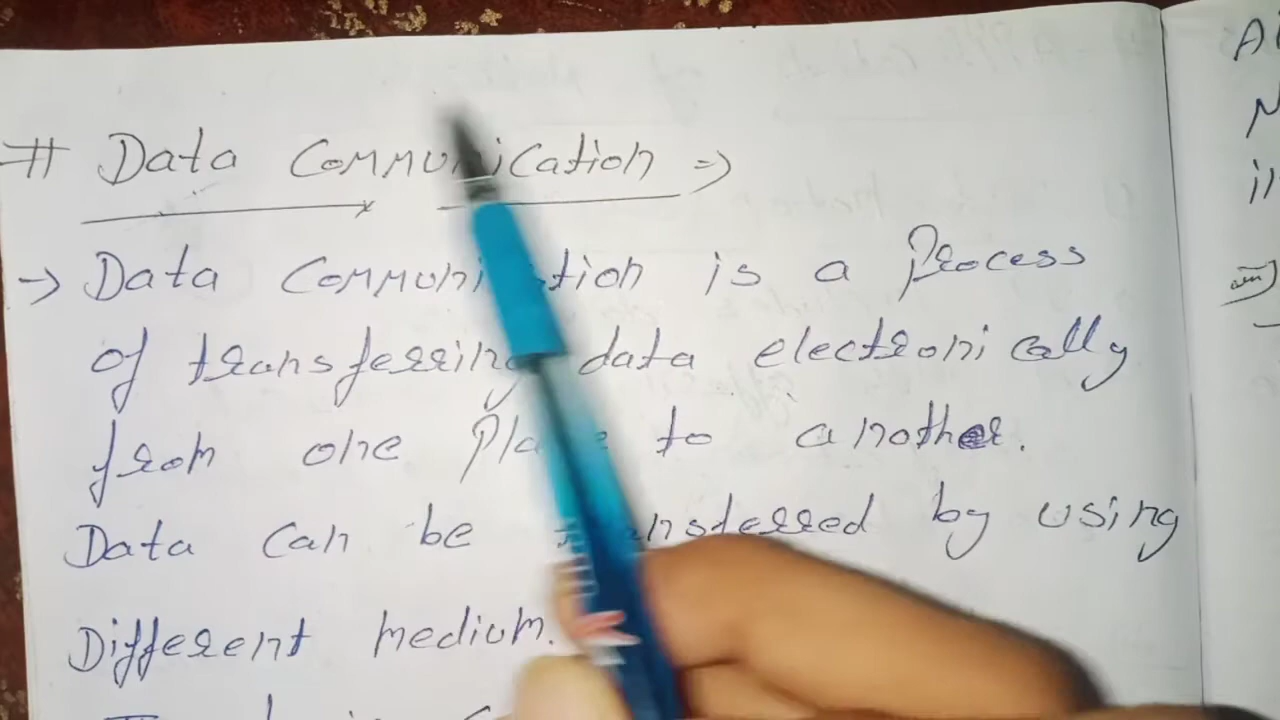 # Data Communication =>
-> Data Communication is a Process
of transferring data electronically
from one Place to another.
Data Can be transferred by using
Different medium.